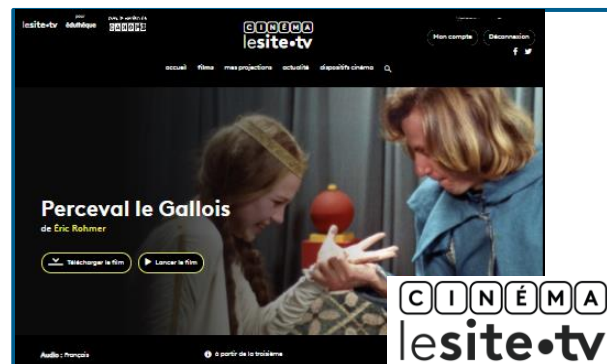 lesite•tv pour éduthèque CANOPÉ
CINÉMA
lesite•tv
Mon compte Déconnexion
accueil films mes projections actualité dispositifs cinéma
Perceval le Gallois
de Éric Rohmer
Télécharger le film Lancer le film
Audio : Français à partir de la troisième
CINÉMA
lesite•tv